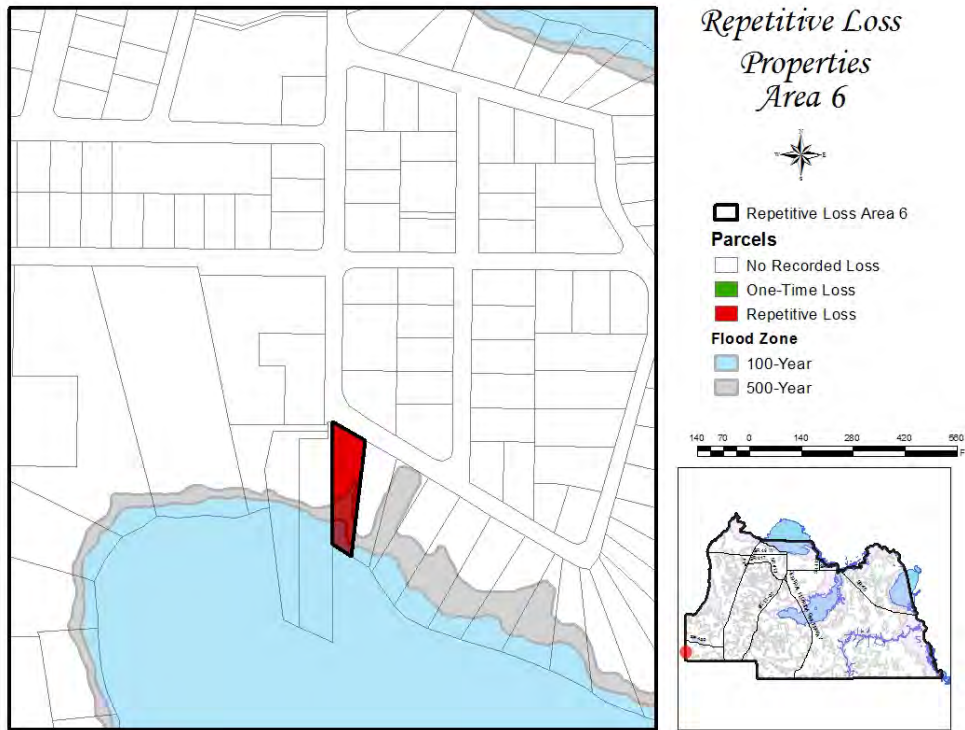 Repetitive Loss
Properties
Area 6
N
W
E
S
Repetitive Loss Area 6
Parcels
No Recorded Loss
One-Time Loss
Repetitive Loss
Flood Zone
100-Year
500-Year
140 70 0 140 280 420 560
F